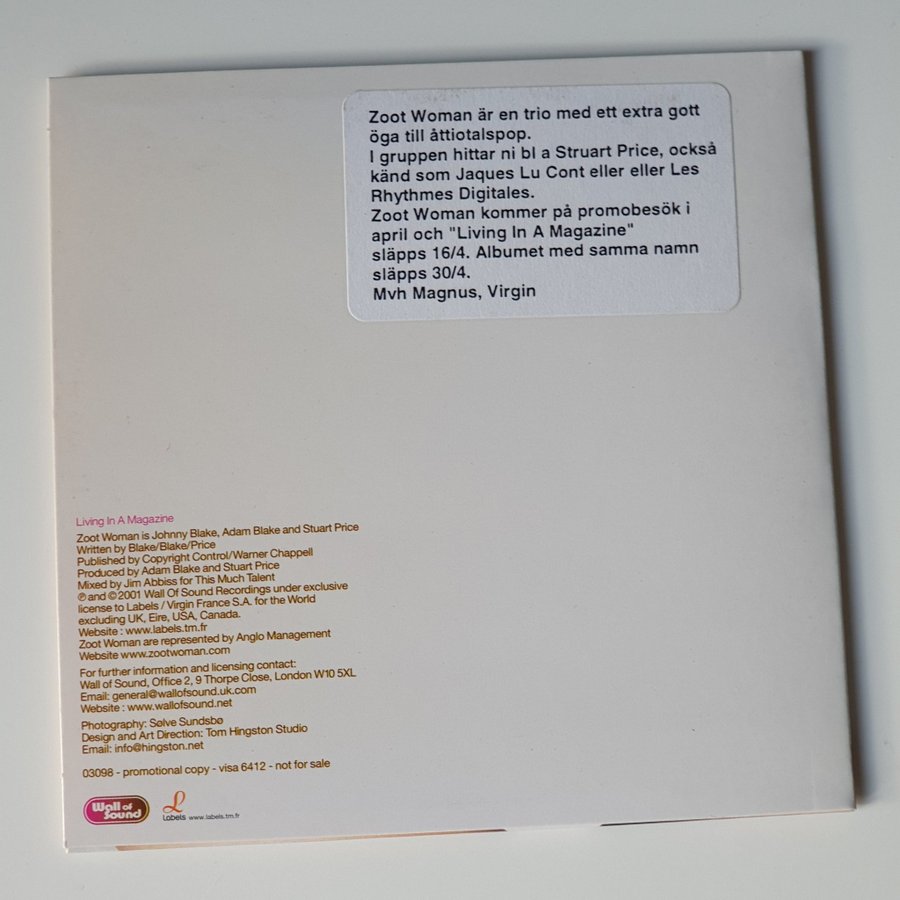 Zoot Woman är en trio med ett extra gott
öga till åttiotalspop.
I gruppen hittar ni bl a Struart Price, också
känd som Jaques Lu Cont eller eller Les
Rhythmes Digitales.
Zoot Woman kommer på promobesök i
april och "Living In A Magazine"
släpps 16/4. Albumet med samma namn
släpps 30/4.
Mvh Magnus, Virgin
Living In A Magazine
Zoot Woman is Johnny Blake, Adam Blake and Stuart Price
Written by Blake/Blake/Price
Published by Copyright Control/Warner Chappell
Produced by Adam Blake and Stuart Price
Mixed by Jim Abbiss for This Much Talent
℗ and © 2001 Wall Of Sound Recordings under exclusive
license to Labels / Virgin France S.A. for the World
excluding UK, Eire, USA, Canada.
Website : www.labels.tm.fr
Zoot Woman are represented by Anglo Management
Website www.zootwoman.com
For further information and licensing contact:
Wall of Sound, Office 2, 9 Thorpe Close, London W10 5XL
Email: general@wallofsound.uk.com
Website : www.wallofsound.net
Photography: Sølve Sundsbø
Design and Art Direction: Tom Hingston Studio
Email: info@hingston.net
03098 - promotional copy - visa 6412 - not for sale
Wall of
Sound
L
Labels www.labels.tm.fr